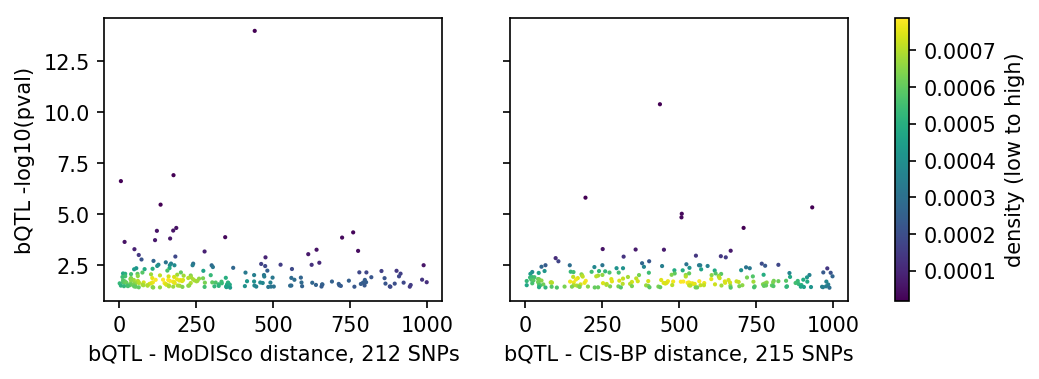 bQTL -log10(pval)
12.5
10.0
7.5
5.0
2.5
0 250 500 750 1000
bQTL - MoDISco distance, 212 SNPs
0 250 500 750 1000
bQTL - CIS-BP distance, 215 SNPs
0.0007
0.0006
0.0005
0.0004
0.0003
0.0002
0.0001
density (low to high)